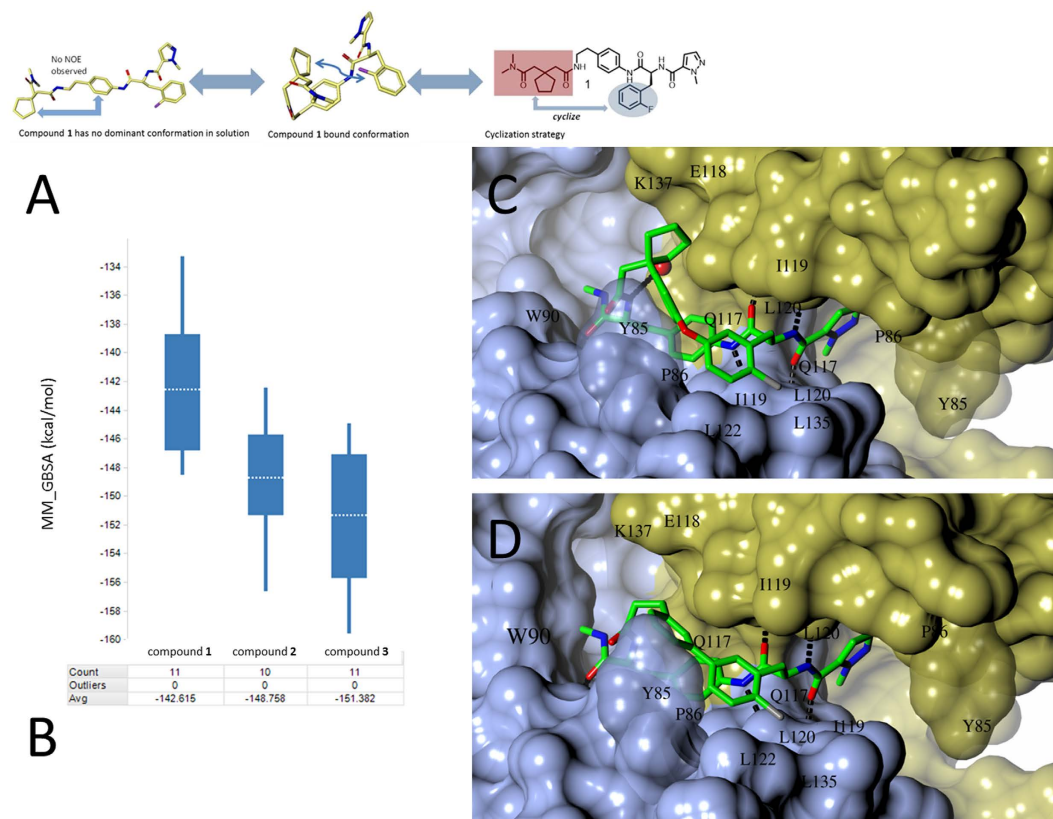 No NOE
observed
Compound 1 has no dominant conformation in solution
Compound 1 bound conformation
N
O
O
N
H
1
O
N
H
O
N
H
O
N
N
F
cyclize
Cyclization strategy
A
MM_GBSA (kcal/mol)
-134
-136
-138
-140
-142
-144
-146
-148
-150
-152
-154
-156
-158
-160
compound 1 compound 2 compound 3
Count 11 10 11
Outliers 0 0 0
Avg -142.615 -148.758 -151.382
B
C
K137
E118
I119
W90
Y85
Q117
L120
P86
P86
Q117
I119
L120
Y85
L122
L135
D
K137
E118
I119
W90
Q117
L120
P86
Y85
Q117
P86
L120
I119
Y85
L122
L135